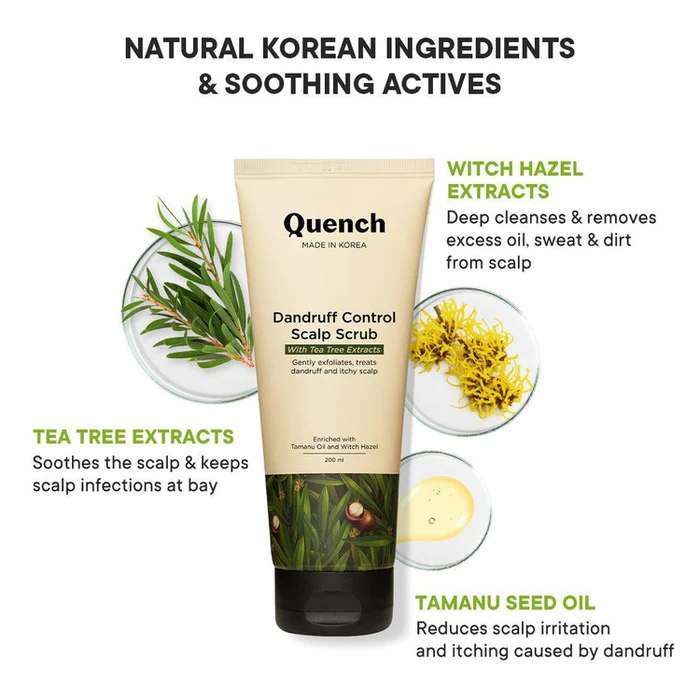 NATURAL KOREAN INGREDIENTS
& SOOTHING ACTIVES
WITCH HAZEL
EXTRACTS
Deep cleanses & removes
excess oil, sweat & dirt
from scalp
Quench
MADE IN KOREA
Dandruff Control
Scalp Scrub
With Tea Tree Extracts
Gently exfoliates, treats
dandruff and itchy scalp
Enriched with
Tamanu Oil and Witch Hazel
200 ml
TEA TREE EXTRACTS
Soothes the scalp & keeps
scalp infections at bay
TAMANU SEED OIL
Reduces scalp irritation
and itching caused by dandruff